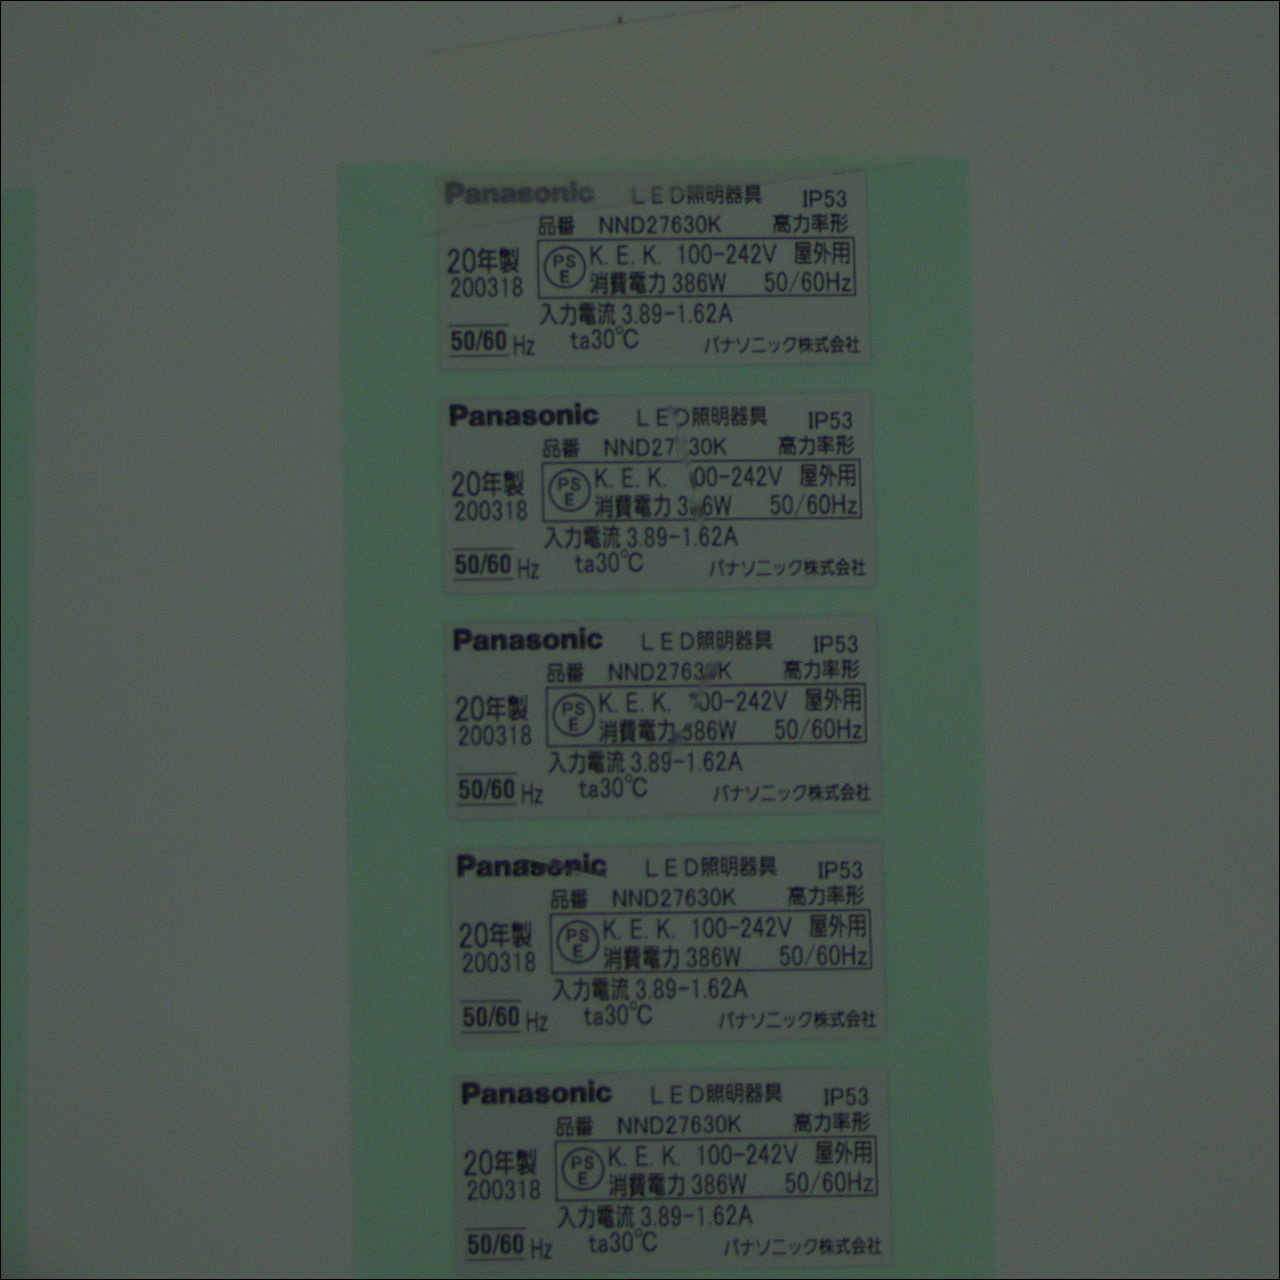 Panasonic LED照明器具 IP53
品番 NND27630K 高力率形
20年製 PSE K.E.K. 100-242V 屋外用
200318 消費電力 386W 50/60Hz
入力電流 3.89-1.62A
50/60 Hz ta30℃ パナソニック株式会社
Panasonic LED照明器具 IP53
品番 NND27 30K 高力率形
20年製 PSE K.E.K. 00-242V 屋外用
200318 消費電力 3 6W 50/60Hz
入力電流 3.89-1.62A
50/60 Hz ta30℃ パナソニック株式会社
Panasonic LED照明器具 IP53
品番 NND2763 K 高力率形
20年製 PSE K.E.K. 00-242V 屋外用
200318 消費電力 386W 50/60Hz
入力電流 3.89-1.62A
50/60 Hz ta30℃ パナソニック株式会社
Panasonic LED照明器具 IP53
品番 NND27630K 高力率形
20年製 PSE K.E.K. 100-242V 屋外用
200318 消費電力 386W 50/60Hz
入力電流 3.89-1.62A
50/60 Hz ta30℃ パナソニック株式会社
Panasonic LED照明器具 IP53
品番 NND27630K 高力率形
20年製 PSE K.E.K. 100-242V 屋外用
200318 消費電力 386W 50/60Hz
入力電流 3.89-1.62A
50/60 Hz ta30℃ パナソニック株式会社